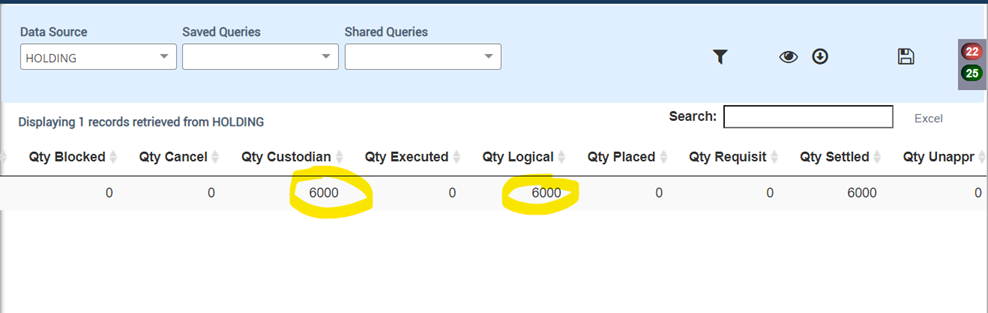 Data Source Saved Queries Shared Queries
HOLDING
22
25
Displaying 1 records retrieved from HOLDING
Search: Excel
Qty Blocked Qty Cancel Qty Custodian Qty Executed Qty Logical Qty Placed Qty Requisit Qty Settled Qty Unappr
0 0 6000 0 6000 0 0 6000 0